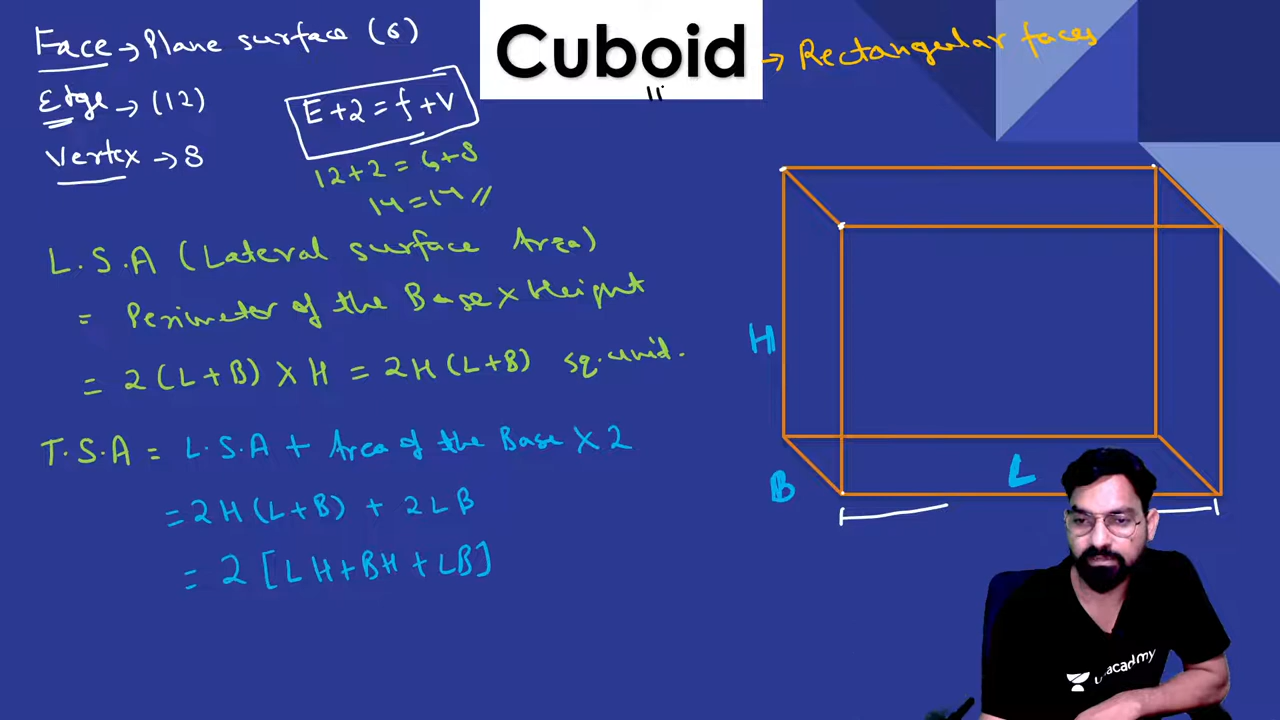 Face → Plane surface (6)
Edge → (12)
Vertex → 8
E + 2 = f + V
12 + 2 = 6 + 8
14 = 14 //
Cuboid
→ Rectangular faces
L.S.A (Lateral surface Area)
= Perimeter of the Base × Height
= 2(L+B) × H = 2H(L+B) sq. unit.
T.S.A = L.S.A + Area of the Base × 2
= 2H(L+B) + 2LB
= 2[LH+BH+LB]
H
B
L
unacademy